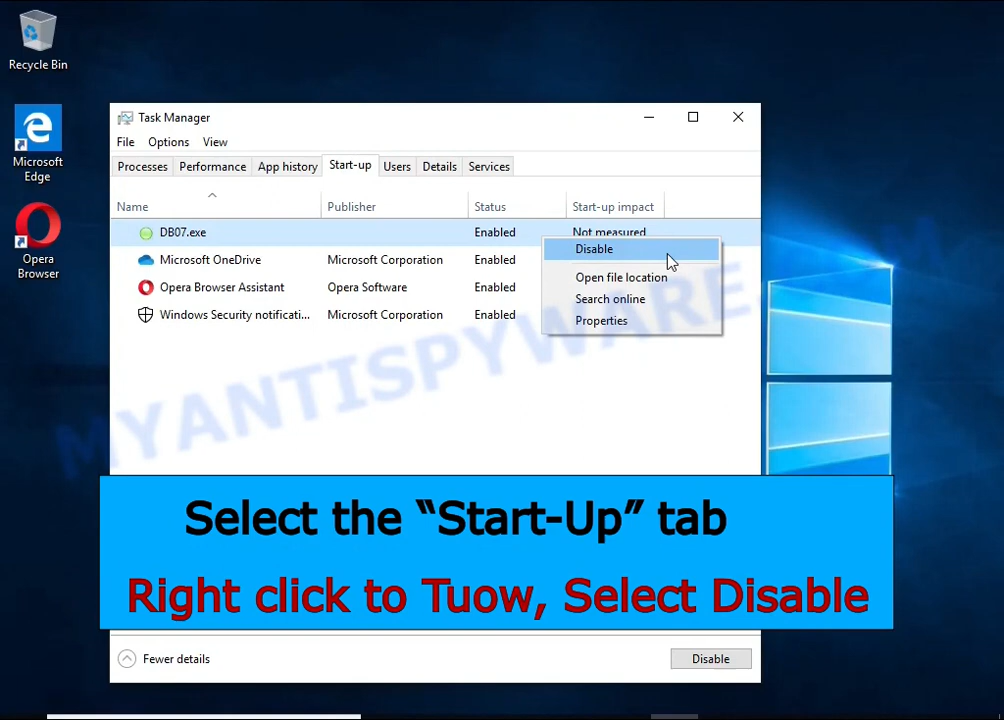 Recycle Bin
Microsoft
Edge
Opera
Browser
Task Manager
File Options View
Processes Performance App history Start-up Users Details Services
Name Publisher Status Start-up impact
DB07.exe Enabled Not measured
Microsoft OneDrive Microsoft Corporation Enabled
Opera Browser Assistant Opera Software Enabled
Windows Security notificati... Microsoft Corporation Enabled
Disable
Open file location
Search online
Properties
MYANTISPYWARE.
Select the “Start-Up” tab
Right click to Tuow, Select Disable
Fewer details Disable